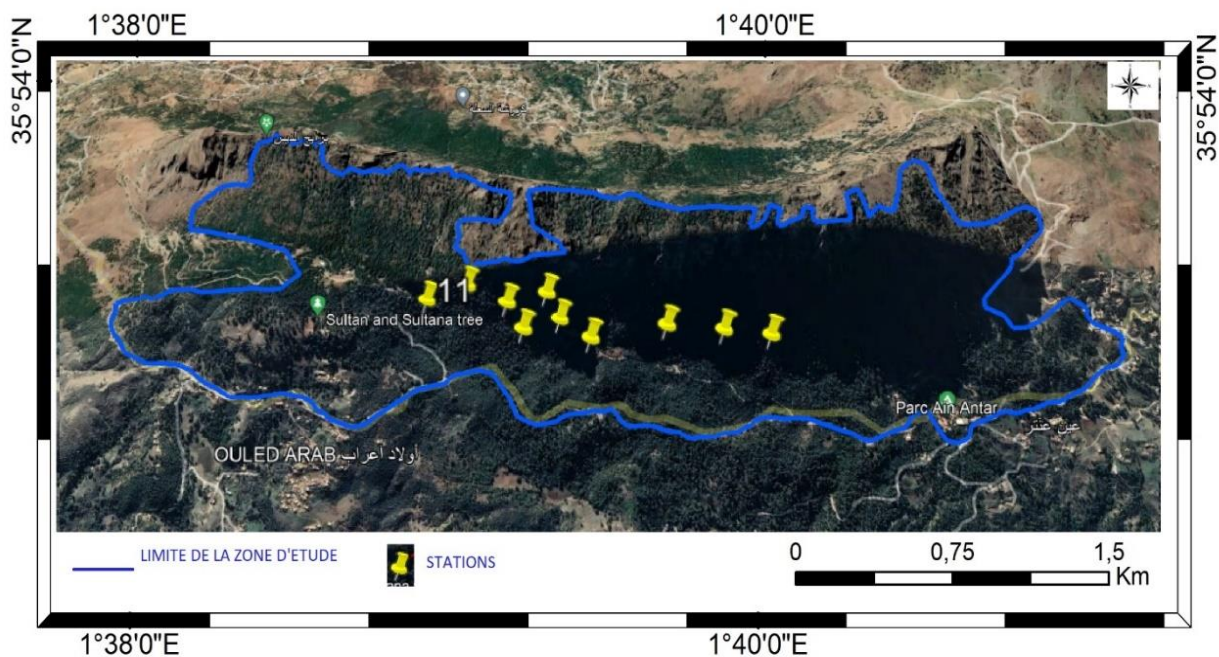 1°38'0"E 1°40'0"E
35°54'0"N 35°54'0"N
11
Sultan and Sultana tree
Parc Ain Antar
عين عنتر
OULED ARAB أولاد أعراب
LIMITE DE LA ZONE D'ETUDE
STATIONS
0 0,75 1,5
Km
1°38'0"E 1°40'0"E